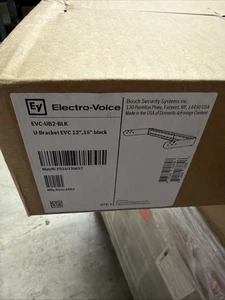 EV Electro-Voice
Bosch Security Systems Inc.
130 Perinton Pkwy, Fairport, NY, 14450 USA
Made in the USA of Domestic & Foreign Content
EVC-UB2-BLK
U-Bracket EVC 12",15" black